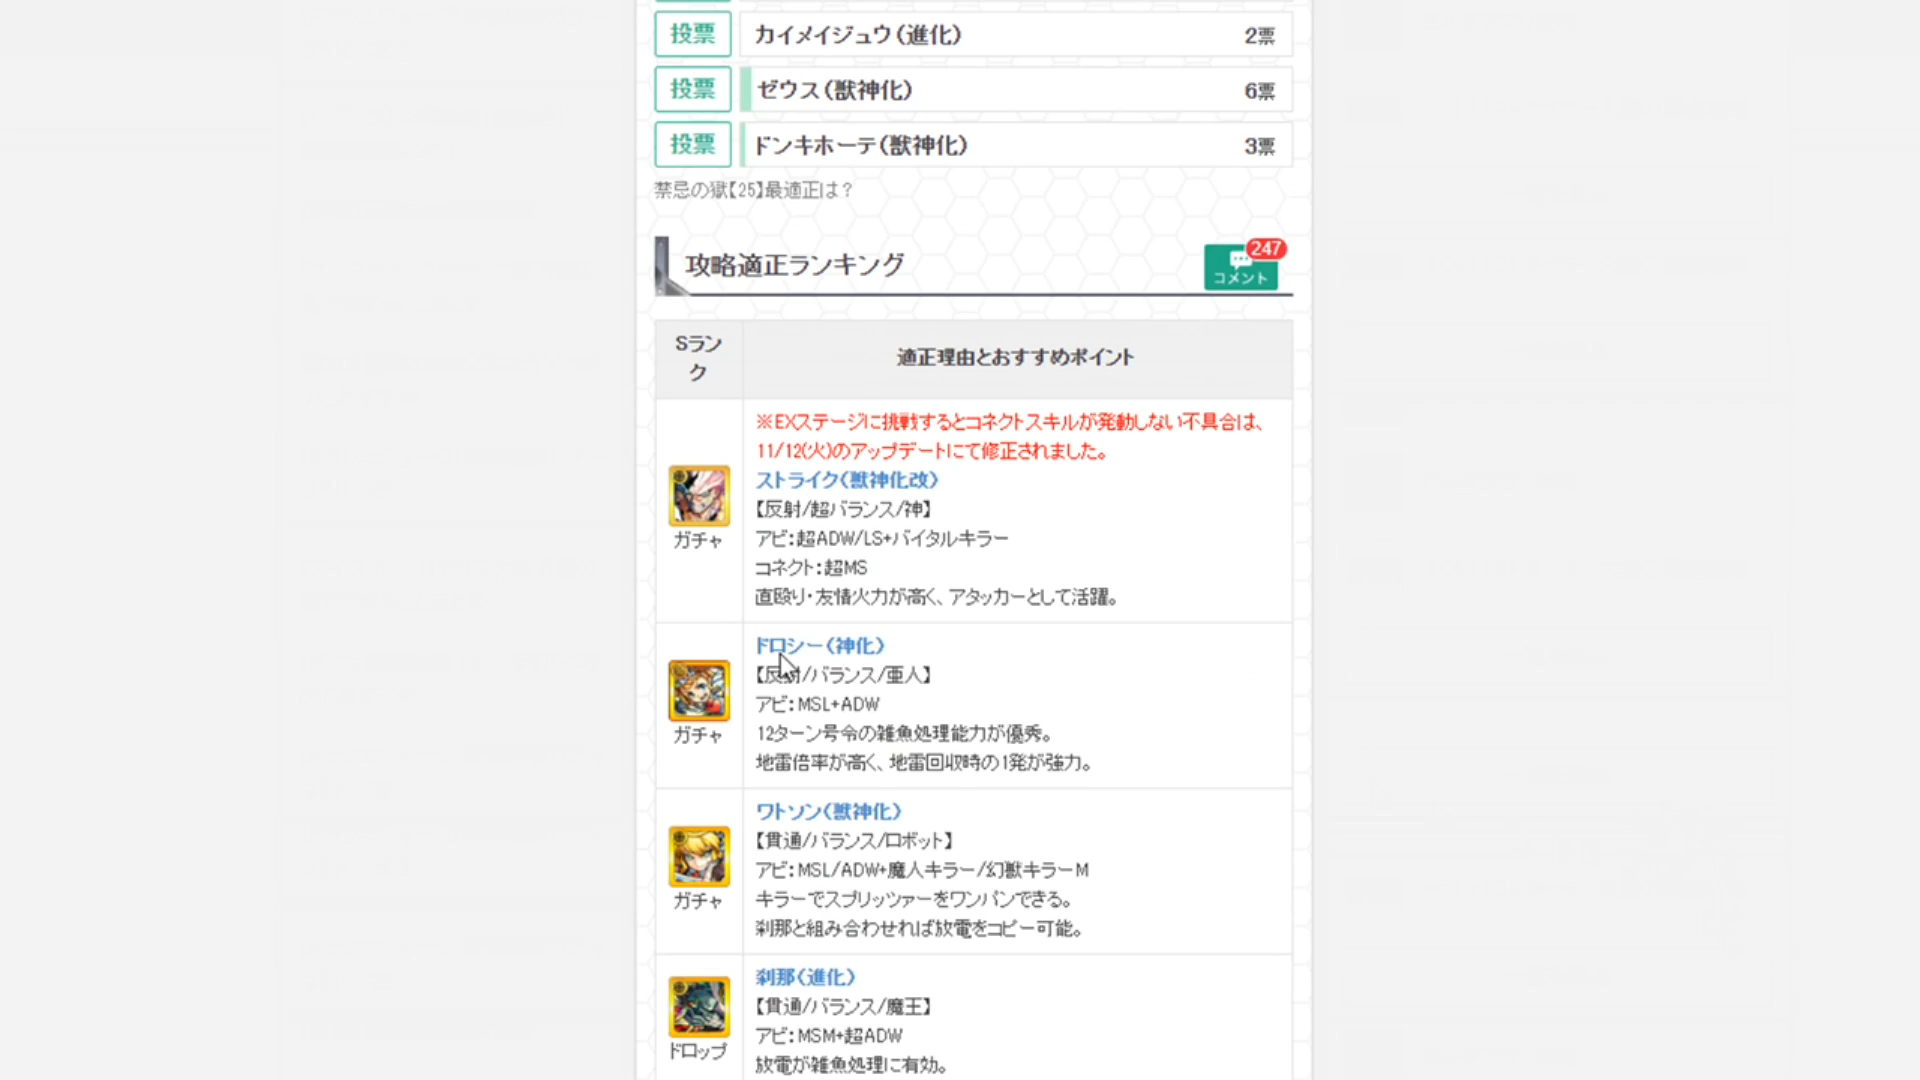 投票 カイメイジュウ(進化) 2票
投票 ゼウス(獣神化) 6票
投票 ドンキホーテ(獣神化) 3票
禁忌の獄【25】最適正は?
攻略適正ランキング
247
コメント
Sラン
ク
適正理由とおすすめポイント
※EXステージに挑戦するとコネクトスキルが発動しない不具合は、
11/12(火)のアップデートにて修正されました。
ストライク(獣神化改)
【反射/超バランス/神】
アビ:超ADW/LS+バイタルキラー
コネクト:超MS
直殴り・友情火力が高く、アタッカーとして活躍。
ガチャ
ドロシー(神化)
【反射/バランス/亜人】
アビ:MSL+ADW
12ターン号令の雑魚処理能力が優秀。
地雷倍率が高く、地雷回収時の1発が強力。
ガチャ
ワトソン(獣神化)
【貫通/バランス/ロボット】
アビ:MSL/ADW+魔人キラー/幻獣キラーM
キラーでスプリッツァーをワンパンできる。
刹那と組み合わせれば放電をコピー可能。
ガチャ
刹那(進化)
【貫通/バランス/魔王】
アビ:MSM+超ADW
放電が雑魚処理に有効。
ドロップ